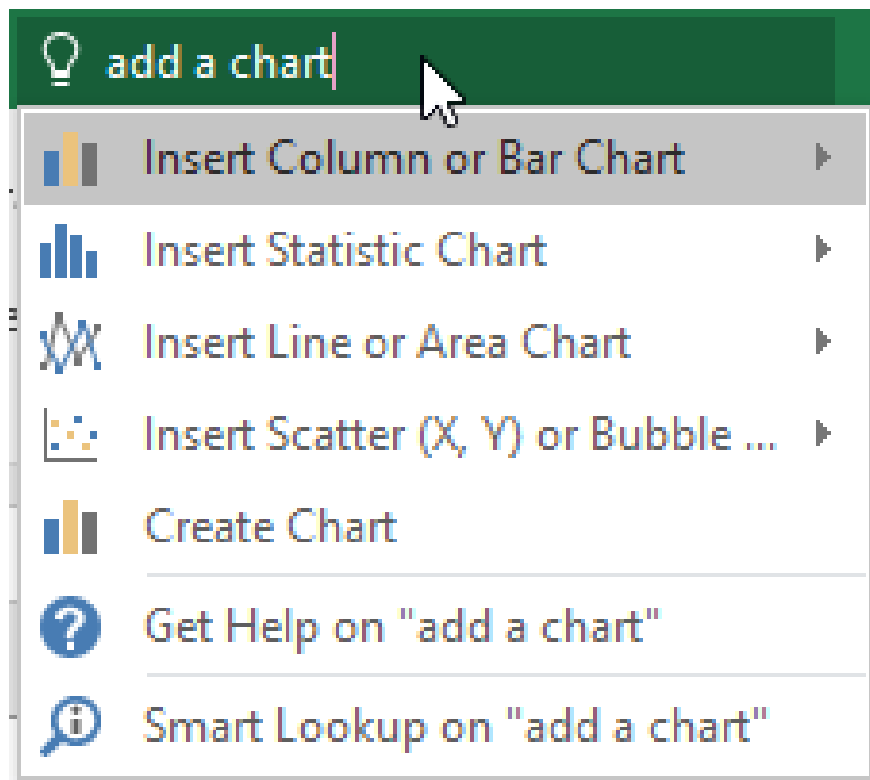 add a chart
Insert Column or Bar Chart
Insert Statistic Chart
Insert Line or Area Chart
Insert Scatter (X, Y) or Bubble ...
Create Chart
Get Help on "add a chart"
Smart Lookup on "add a chart"